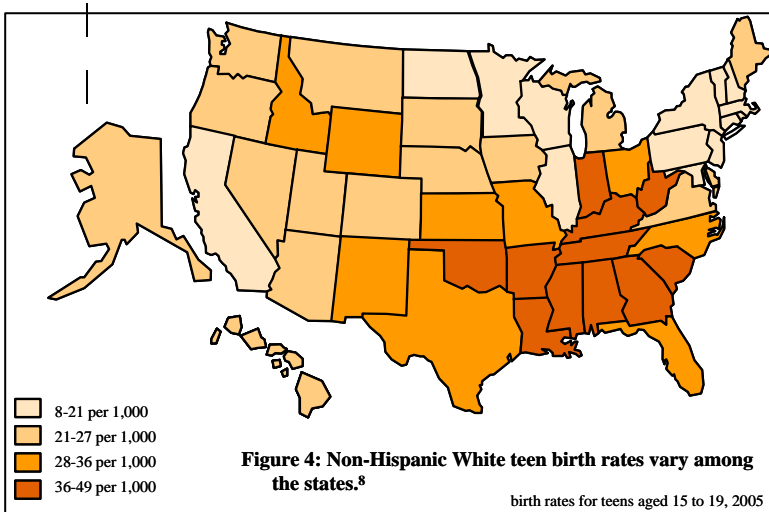 8-21 per 1,000
21-27 per 1,000
28-36 per 1,000
36-49 per 1,000
Figure 4: Non-Hispanic White teen birth rates vary among
the states.⁸
birth rates for teens aged 15 to 19, 2005